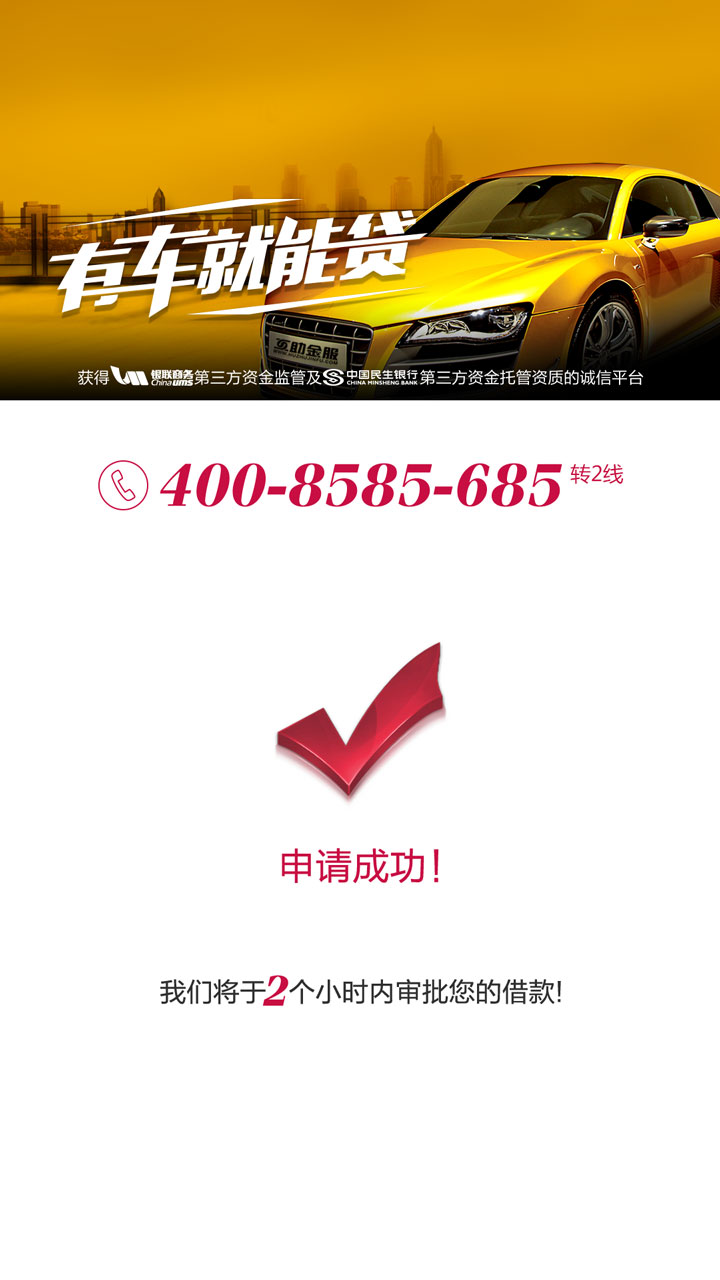 有车就能贷
互助金服
获得 银联商务 China ums 第三方资金监管及 中国民生银行 CHINA MINSHENG BANK 第三方资金托管资质的诚信平台
400-8585-685 转2线
申请成功!
我们将于2个小时内审批您的借款!